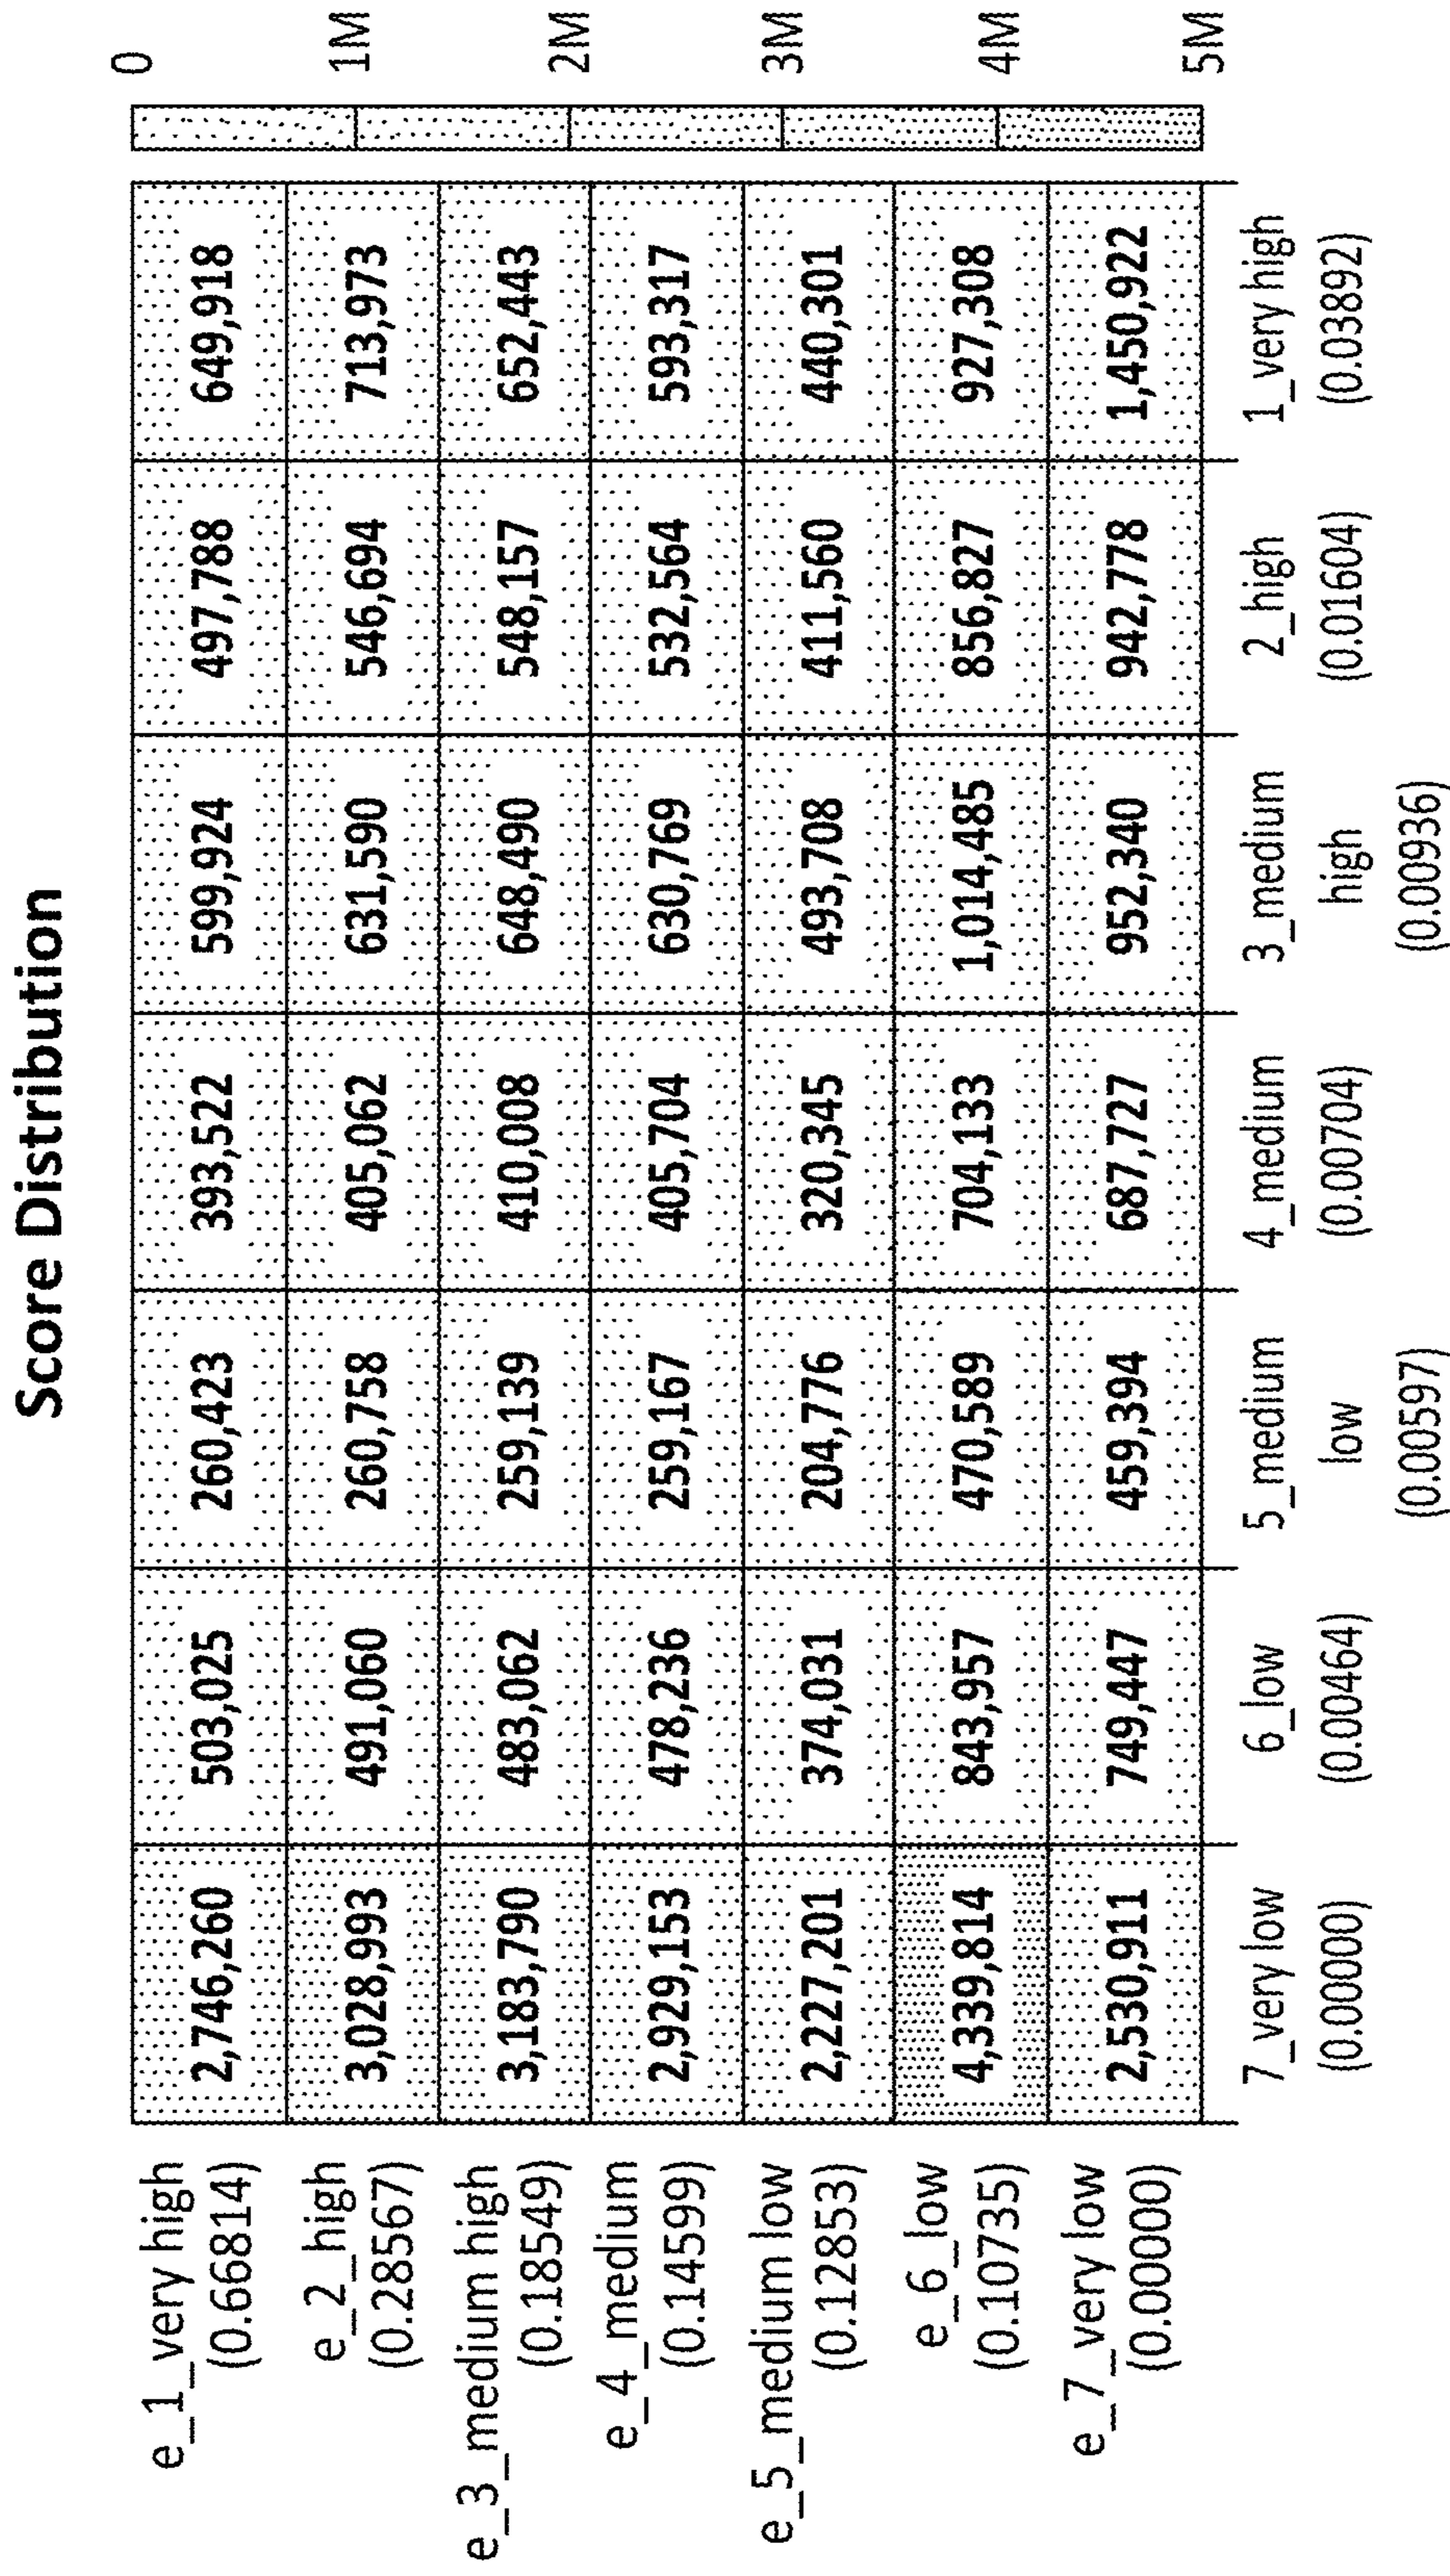 Score Distribution
e_1_very high
(0.66814)
2,746,260
503,025
260,423
393,522
599,924
497,788
649,918
e_2_high
(0.28567)
3,028,993
491,060
260,758
405,062
631,590
546,694
713,973
e_3_medium high
(0.18549)
3,183,790
483,062
259,139
410,008
648,490
548,157
652,443
e_4_medium
(0.14599)
2,929,153
478,236
259,167
405,704
630,769
532,564
593,317
e_5_medium low
(0.12853)
2,227,201
374,031
204,776
320,345
493,708
411,560
440,301
e_6_low
(0.10735)
4,339,814
843,957
470,589
704,133
1,014,485
856,827
927,308
e_7_very low
(0.00000)
2,530,911
749,447
459,394
687,727
952,340
942,778
1,450,922
7_very low
(0.00000)
6_low
(0.00464)
5_medium
low
(0.00597)
4_medium
(0.00704)
3_medium
high
(0.00936)
2_high
(0.01604)
1_very high
(0.03892)
0
1M
2M
3M
4M
5M